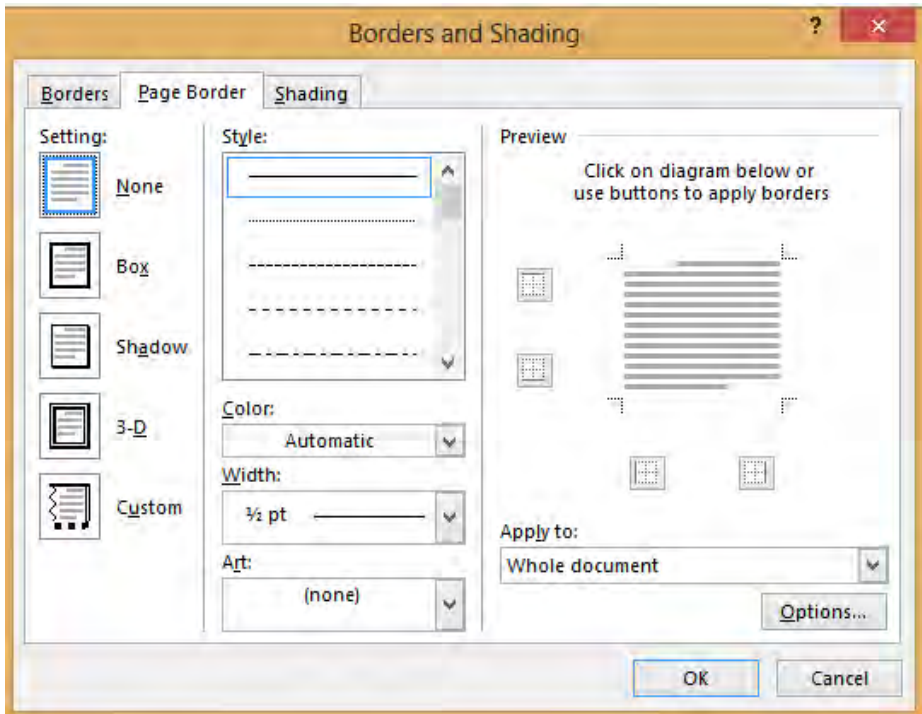 Borders and Shading
?
Borders
Page Border
Shading
Setting:
None
Box
Shadow
3-D
Custom
Style:
Color:
Automatic
Width:
½ pt
Art:
(none)
Preview
Click on diagram below or
use buttons to apply borders
Apply to:
Whole document
Options...
OK
Cancel